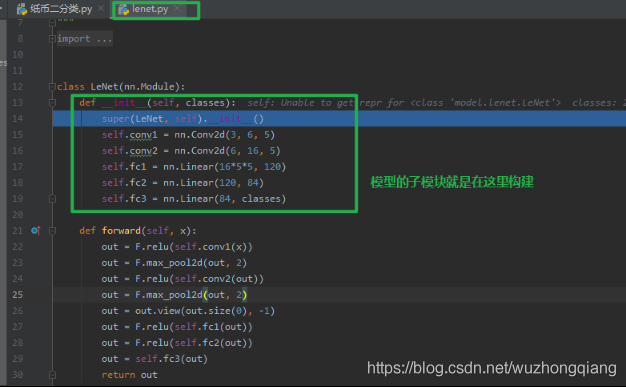 纸币二分类.py × lenet.py ×
7 """
8 import ...
10
11
12 class LeNet(nn.Module):
13 def __init__(self, classes): self: Unable to get repr for <class 'model.lenet.LeNet'> classes: 2
14 super(LeNet, self).__init__()
15 self.conv1 = nn.Conv2d(3, 6, 5)
16 self.conv2 = nn.Conv2d(6, 16, 5)
17 self.fc1 = nn.Linear(16*5*5, 120)
18 self.fc2 = nn.Linear(120, 84) 模型的子模块就是在这里构建
19 self.fc3 = nn.Linear(84, classes)
20
21 def forward(self, x):
22 out = F.relu(self.conv1(x))
23 out = F.max_pool2d(out, 2)
24 out = F.relu(self.conv2(out))
25 out = F.max_pool2d(out, 2)
26 out = out.view(out.size(0), -1)
27 out = F.relu(self.fc1(out))
28 out = F.relu(self.fc2(out))
29 out = self.fc3(out)
30 return out
https://blog.csdn.net/wuzhongqiang